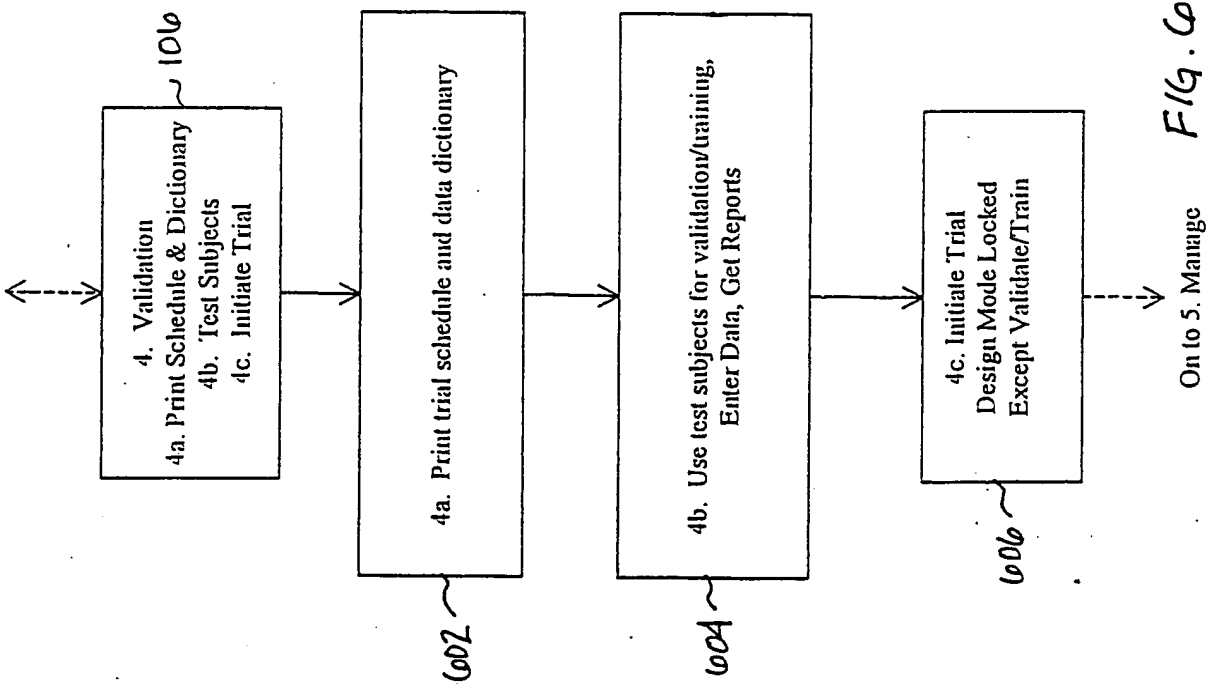 4. Validation
4a. Print Schedule & Dictionary
4b. Test Subjects
4c. Initiate Trial
106
4a. Print trial schedule and data dictionary
602
4b. Use test subjects for validation/training,
Enter Data, Get Reports
604
4c. Initiate Trial
Design Mode Locked
Except Validate/Train
606
On to 5. Manage
FIG. 6